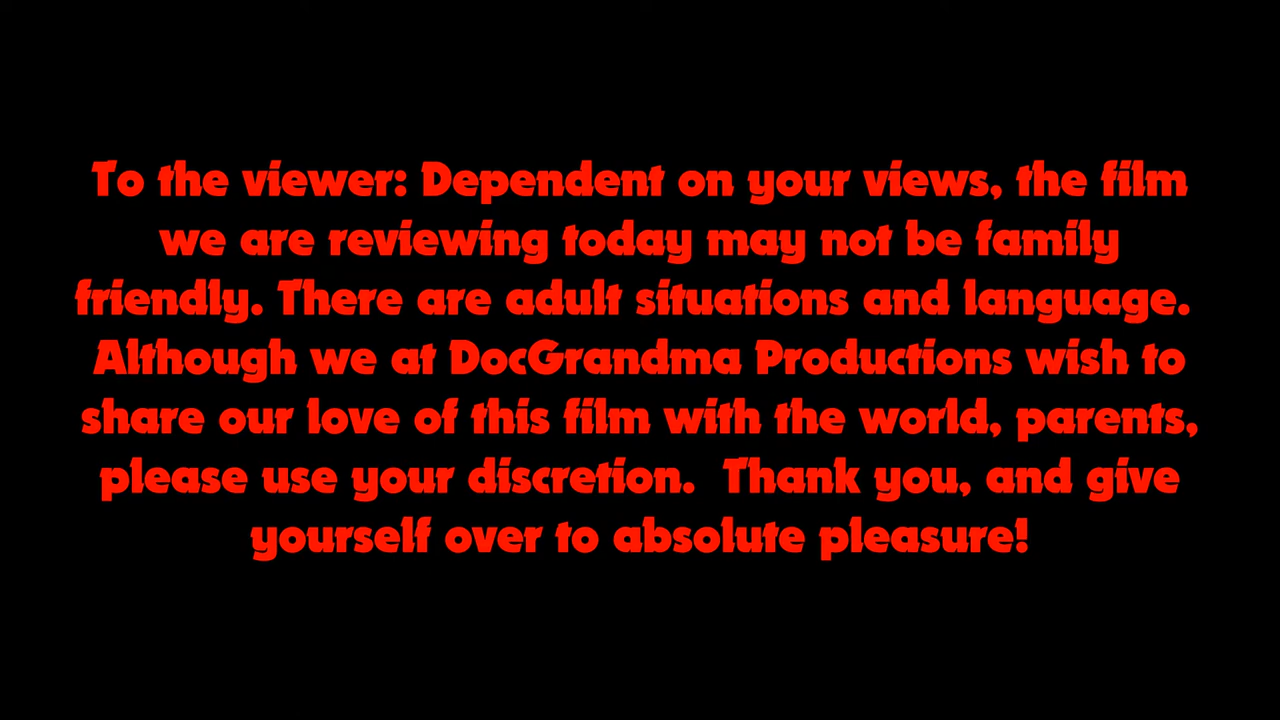 To the viewer: Dependent on your views, the film
we are reviewing today may not be family
friendly. There are adult situations and language.
Although we at DocGrandma Productions wish to
share our love of this film with the world, parents,
please use your discretion.  Thank you, and give
yourself over to absolute pleasure!